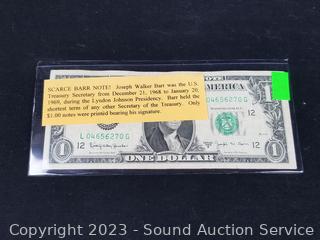 SCARCE BARR NOTE! Joseph Walker Barr was the U.S.
Treasury Secretary from December 21, 1968 to January 20,
1969, during the Lyndon Johnson Presidency. Barr held the
shortest term of any other Secretary of the Treasury. Only
$1.00 notes were printed bearing his signature.
04656270 G
12
L 04656270 G
12
1
ONE DOLLAR
1
Copyright © 2023 - Sound Auction Service